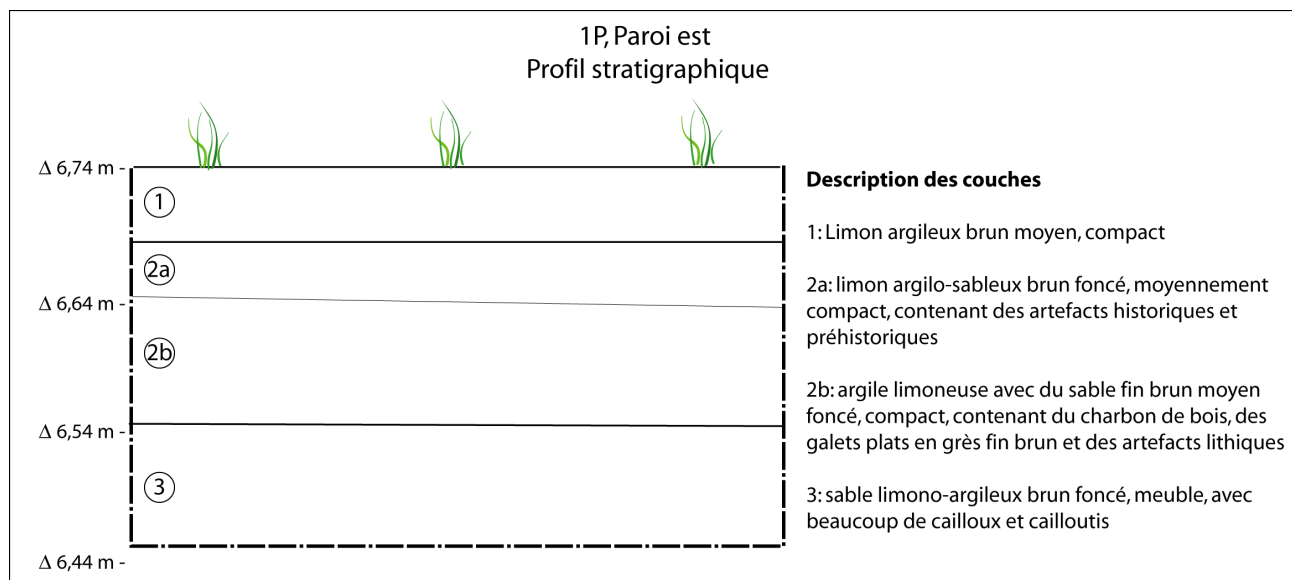 1P, Paroi est
Profil stratigraphique
Δ 6,74 m -
1
2a
Δ 6,64 m -
2b
Δ 6,54 m -
3
Δ 6,44 m -
Description des couches
1: Limon argileux brun moyen, compact
2a: limon argilo-sableux brun foncé, moyennement
compact, contenant des artefacts historiques et
préhistoriques
2b: argile limoneuse avec du sable fin brun moyen
foncé, compact, contenant du charbon de bois, des
galets plats en grès fin brun et des artefacts lithiques
3: sable limono-argileux brun foncé, meuble, avec
beaucoup de cailloux et cailloutis